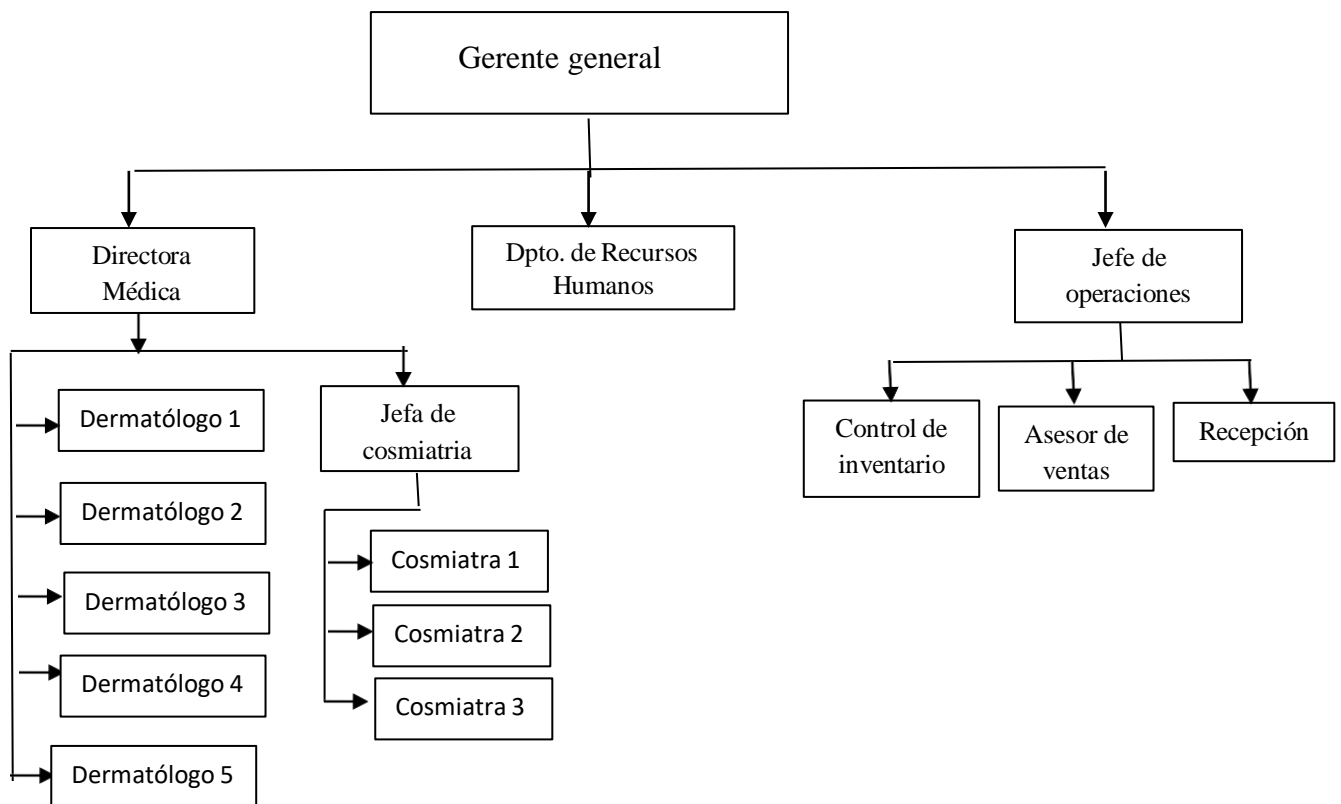 Gerente general
Directora
Médica
Dpto. de Recursos
Humanos
Jefe de
operaciones
Dermatólogo 1
Dermatólogo 2
Dermatólogo 3
Dermatólogo 4
Dermatólogo 5
Jefa de
cosmiatria
Cosmiatra 1
Cosmiatra 2
Cosmiatra 3
Control de
inventario
Asesor de
ventas
Recepción